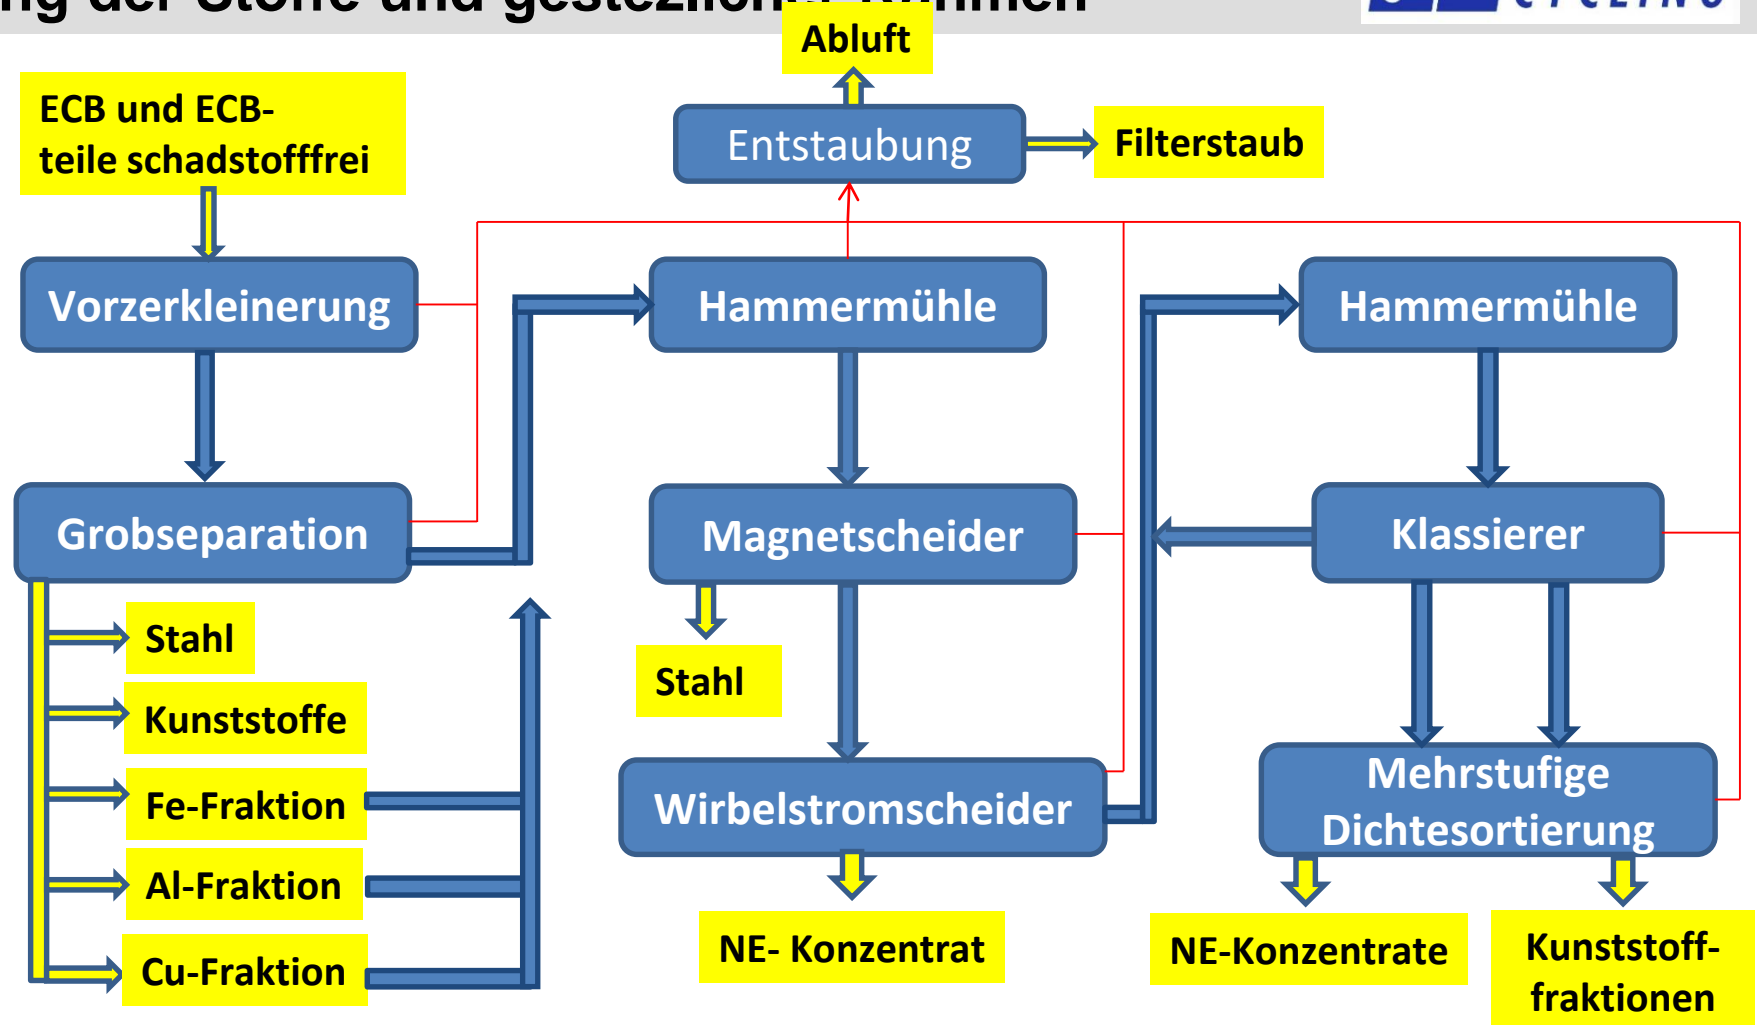 ECB und ECB-
teile schadstofffrei
Abluft
Entstaubung
Filterstaub
Vorzerkleinerung
Hammermühle
Hammermühle
Grobseparation
Magnetscheider
Klassierer
Stahl
Kunststoffe
Fe-Fraktion
Al-Fraktion
Cu-Fraktion
Stahl
Wirbelstromscheider
Mehrstufige
Dichtesortierung
NE- Konzentrat
NE-Konzentrate
Kunststoff-
fraktionen